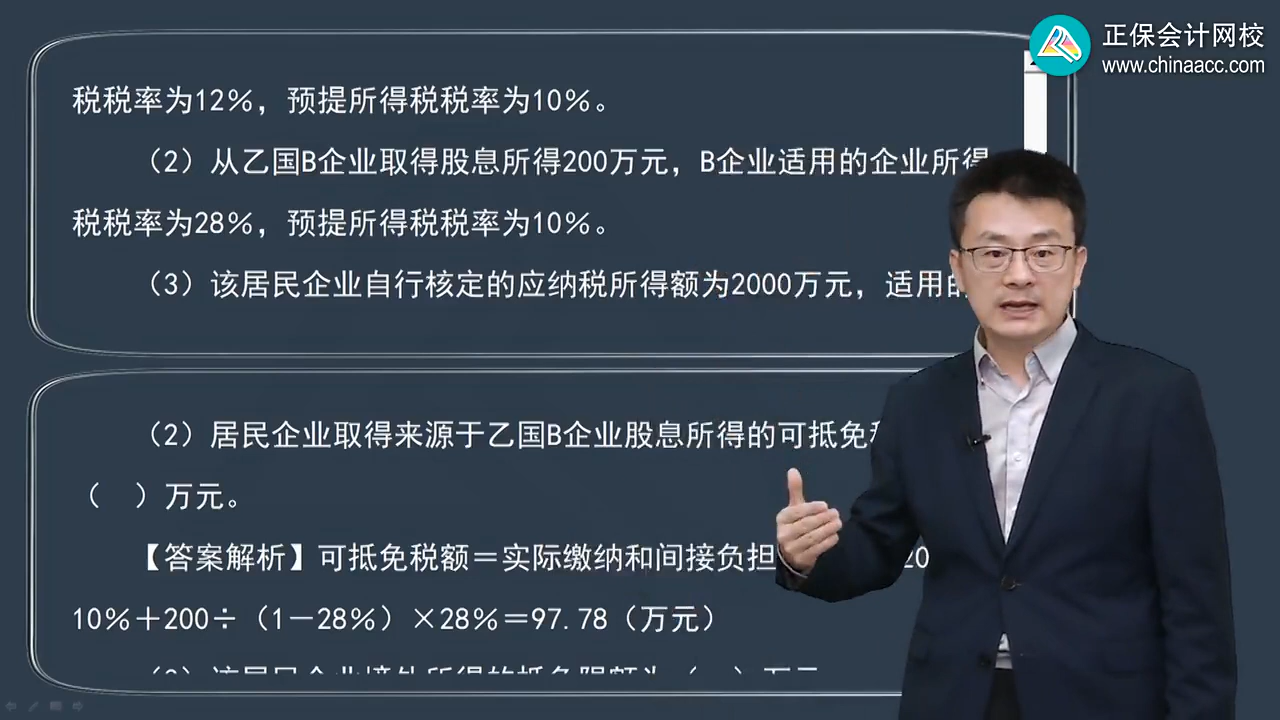 正保会计网校
www.chinaacc.com
税税率为12%，预提所得税税率为10%。
（2）从乙国B企业取得股息所得200万元，B企业适用的企业所得
税税率为28%，预提所得税税率为10%。
（3）该居民企业自行核定的应纳税所得额为2000万元，适用的
（2）居民企业取得来源于乙国B企业股息所得的可抵免
（ ）万元。
【答案解析】可抵免税额＝实际缴纳和间接负担 20
10%＋200÷（1－28%）×28%＝97.78（万元）